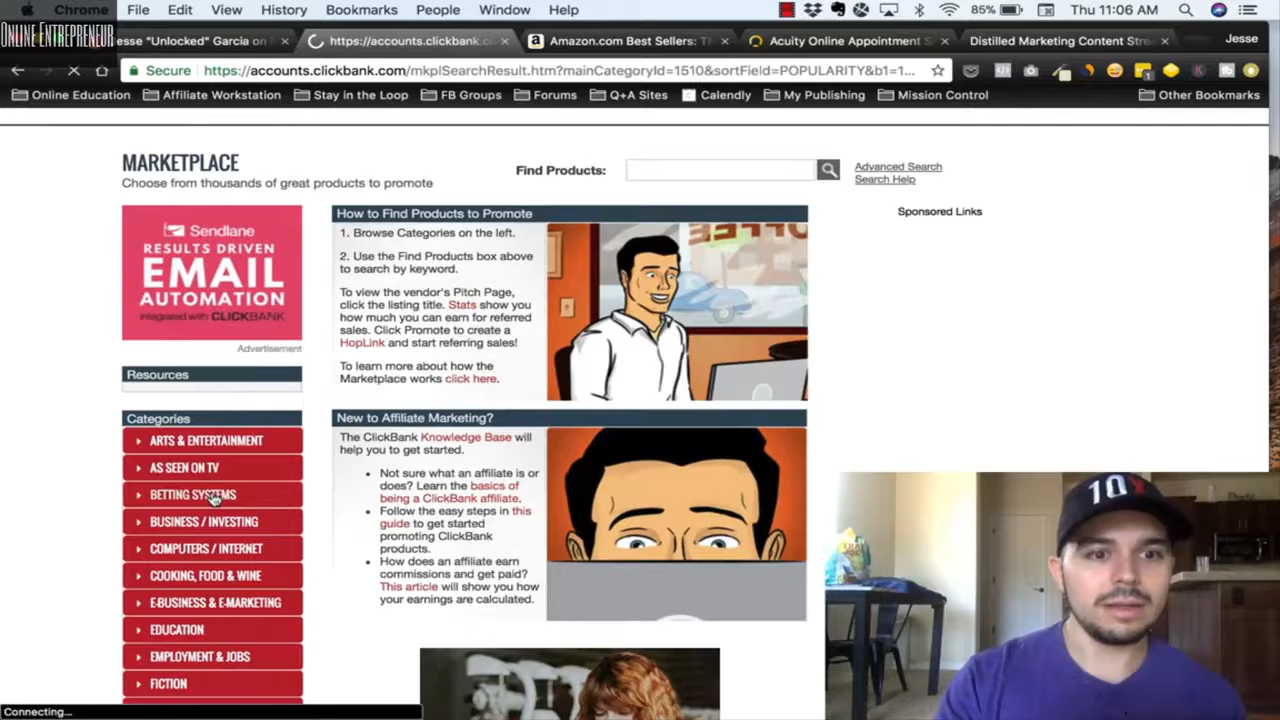 Chrome File Edit View History Bookmarks People Window Help 85% Thu 11:06 AM
ONLINE ENTREPRENEUR
esse "Unlocked" Garcia on https://accounts.clickbank.co Amazon.com Best Sellers: T Acuity Online Appointment S Distilled Marketing Content Stre Jesse
Secure https://accounts.clickbank.com/mkplSearchResult.htm?mainCategoryId=1510&sortField=POPULARITY&b1=1...
Online Education Affiliate Workstation Stay in the Loop FB Groups Forums Q+A Sites Calendly My Publishing Mission Control Other Bookmarks
MARKETPLACE
Choose from thousands of great products to promote
Find Products:
Advanced Search
Search Help
Sendlane
RESULTS DRIVEN
EMAIL
AUTOMATION
integrated with CLICKBANK
Advertisement
Resources
Categories
ARTS & ENTERTAINMENT
AS SEEN ON TV
BETTING SYSTEMS
BUSINESS / INVESTING
COMPUTERS / INTERNET
COOKING, FOOD & WINE
E-BUSINESS & E-MARKETING
EDUCATION
EMPLOYMENT & JOBS
FICTION
How to Find Products to Promote
1. Browse Categories on the left.
2. Use the Find Products box above
to search by keyword.
To view the vendor's Pitch Page,
click the listing title. Stats show you
how much you can earn for referred
sales. Click Promote to create a
HopLink and start referring sales!
To learn more about how the
Marketplace works click here.
COFFEE
New to Affiliate Marketing?
The ClickBank Knowledge Base will
help you to get started.
Not sure what an affiliate is or
does? Learn the basics of
being a ClickBank affiliate.
Follow the easy steps in this
guide to get started
promoting ClickBank
products.
How does an affiliate earn
commissions and get paid?
This article will show you how
your earnings are calculated.
Sponsored Links
10X
Connecting...